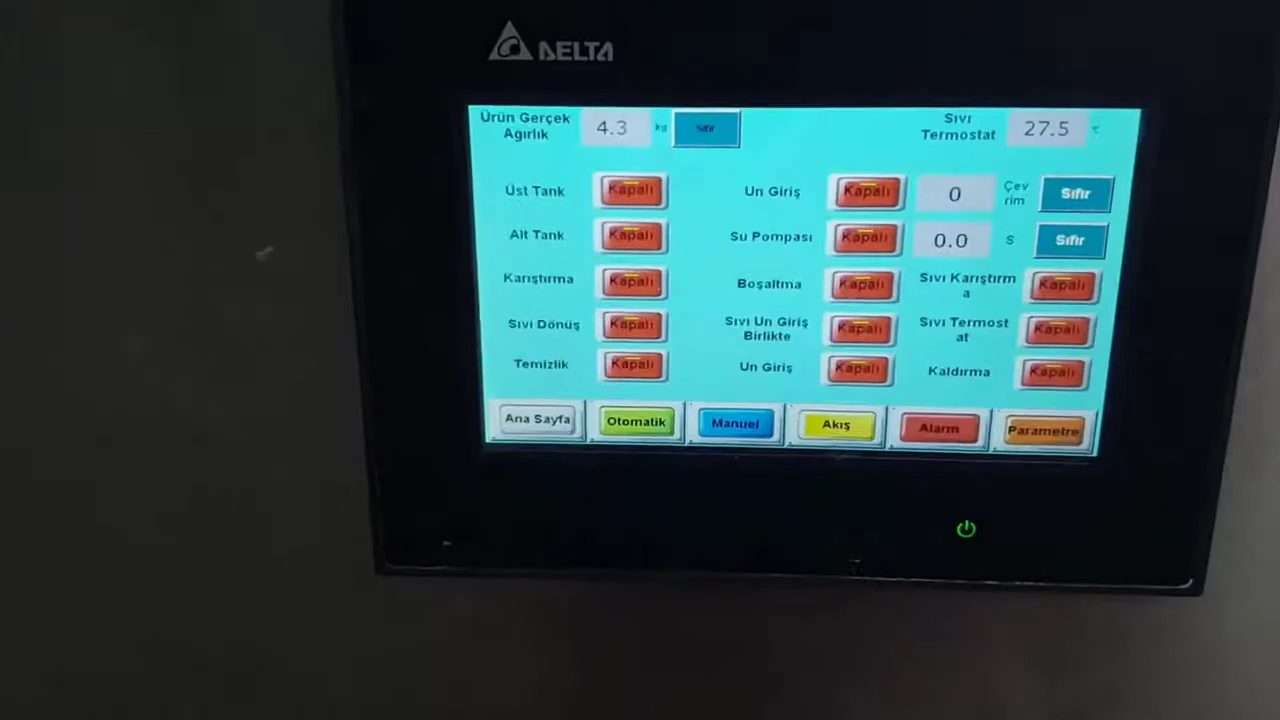 DELTA
Ürün Gerçek Ağırlık 4.3 kg Sıfır Sıvı Termostat 27.5 °C
Üst Tank Kapalı Un Giriş Kapalı 0 Çev rim Sıfır
Alt Tank Kapalı Su Pompası Kapalı 0.0 S Sıfır
Karıştırma Kapalı Boşaltma Kapalı Sıvı Karıştırm a Kapalı
Sıvı Dönüş Kapalı Sıvı Un Giriş Birlikte Kapalı Sıvı Termost at Kapalı
Temizlik Kapalı Un Giriş Kapalı Kaldırma Kapalı
Ana Sayfa Otomatik Manuel Akış Alarm Parametre